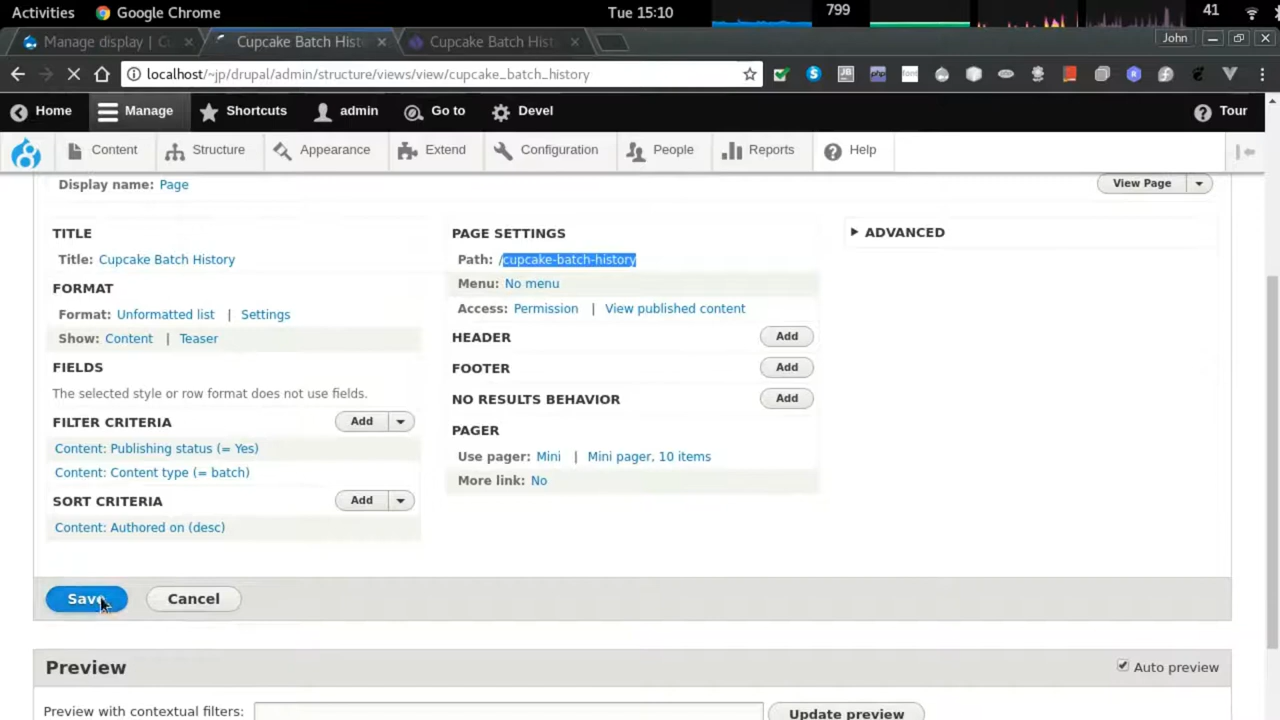 Activities Google Chrome Tue 15:10 799 41
Manage display | C Cupcake Batch Hist Cupcake Batch Hist John
localhost/~jp/drupal/admin/structure/views/view/cupcake_batch_history
Home Manage Shortcuts admin Go to Devel Tour
Content Structure Appearance Extend Configuration People Reports Help
Display name: Page View Page
TITLE
Title: Cupcake Batch History
FORMAT
Format: Unformatted list | Settings
Show: Content | Teaser
FIELDS
The selected style or row format does not use fields.
FILTER CRITERIA Add
Content: Publishing status (= Yes)
Content: Content type (= batch)
SORT CRITERIA Add
Content: Authored on (desc)
PAGE SETTINGS
Path: /cupcake-batch-history
Menu: No menu
Access: Permission | View published content
HEADER Add
FOOTER Add
NO RESULTS BEHAVIOR Add
PAGER
Use pager: Mini | Mini pager, 10 items
More link: No
ADVANCED
Save Cancel
Preview Auto preview
Preview with contextual filters: Update preview